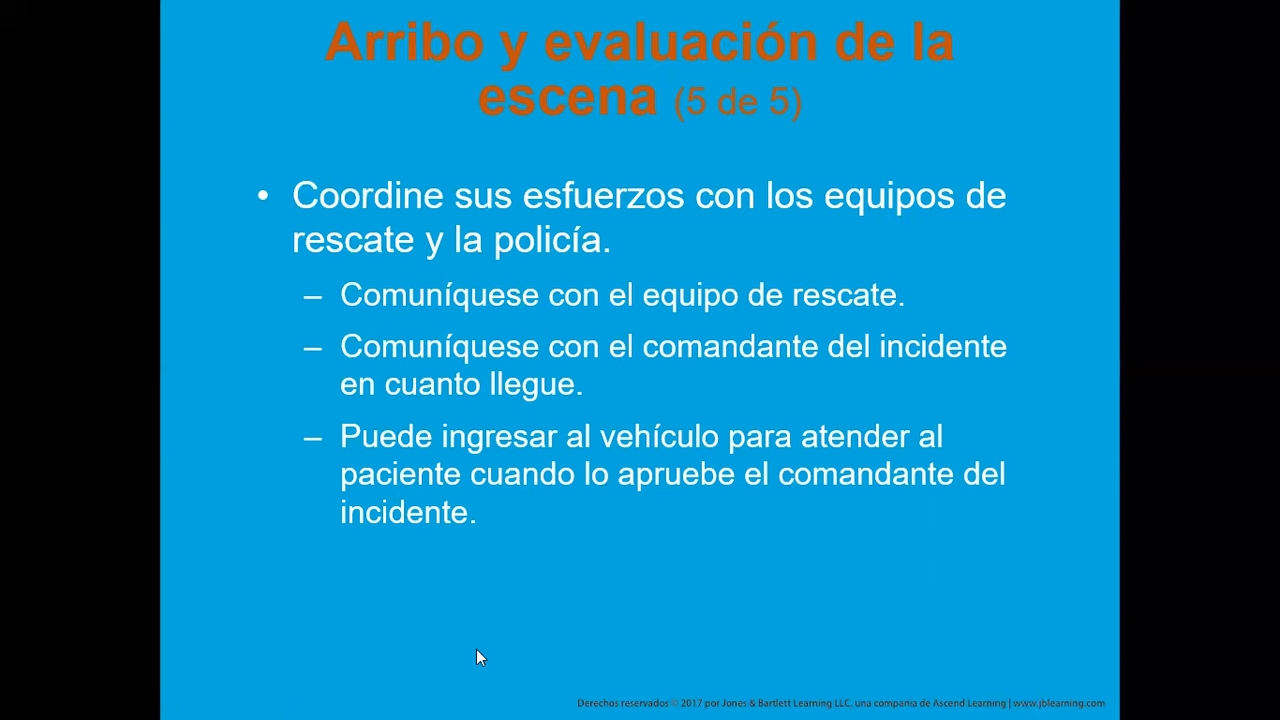 Arribo y evaluación de la
escena (5 de 5)
• Coordine sus esfuerzos con los equipos de
rescate y la policía.
– Comuníquese con el equipo de rescate.
– Comuníquese con el comandante del incidente
en cuanto llegue.
– Puede ingresar al vehículo para atender al
paciente cuando lo apruebe el comandante del
incidente.
Derechos reservados © 2017 por Jones & Bartlett Learning LLC, una compania de Ascend Learning | www.jblearning.com